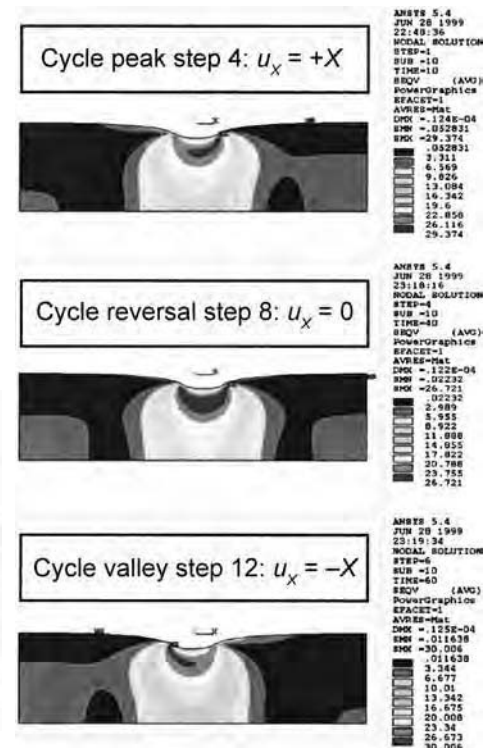 Cycle peak step 4: uₓ = +X
ANSYS 5.4
JUN 28 1999
22:48:36
NODAL SOLUTION
STEP=1
SUB =10
TIME=10
SEQV (AVG)
PowerGraphics
EFACET=1
AVRES=Mat
DMX =.124E-04
SMN =.052831
SMX =29.374
.052831
3.311
6.569
9.826
13.084
16.342
19.6
22.858
26.116
29.374
Cycle reversal step 8: uₓ = 0
ANSYS 5.4
JUN 28 1999
23:18:16
NODAL SOLUTION
STEP=4
SUB =10
TIME=40
SEQV (AVG)
PowerGraphics
EFACET=1
AVRES=Mat
DMX =.122E-04
SMN =.02232
SMX =26.721
.02232
2.989
5.955
8.922
11.888
14.855
17.822
20.788
23.755
26.721
Cycle valley step 12: uₓ = –X
ANSYS 5.4
JUN 28 1999
23:19:34
NODAL SOLUTION
STEP=6
SUB =10
TIME=60
SEQV (AVG)
PowerGraphics
EFACET=1
AVRES=Mat
DMX =.125E-04
SMN =.011638
SMX =30.006
.011638
3.344
6.677
10.01
13.342
16.675
20.008
23.34
26.673
30.006